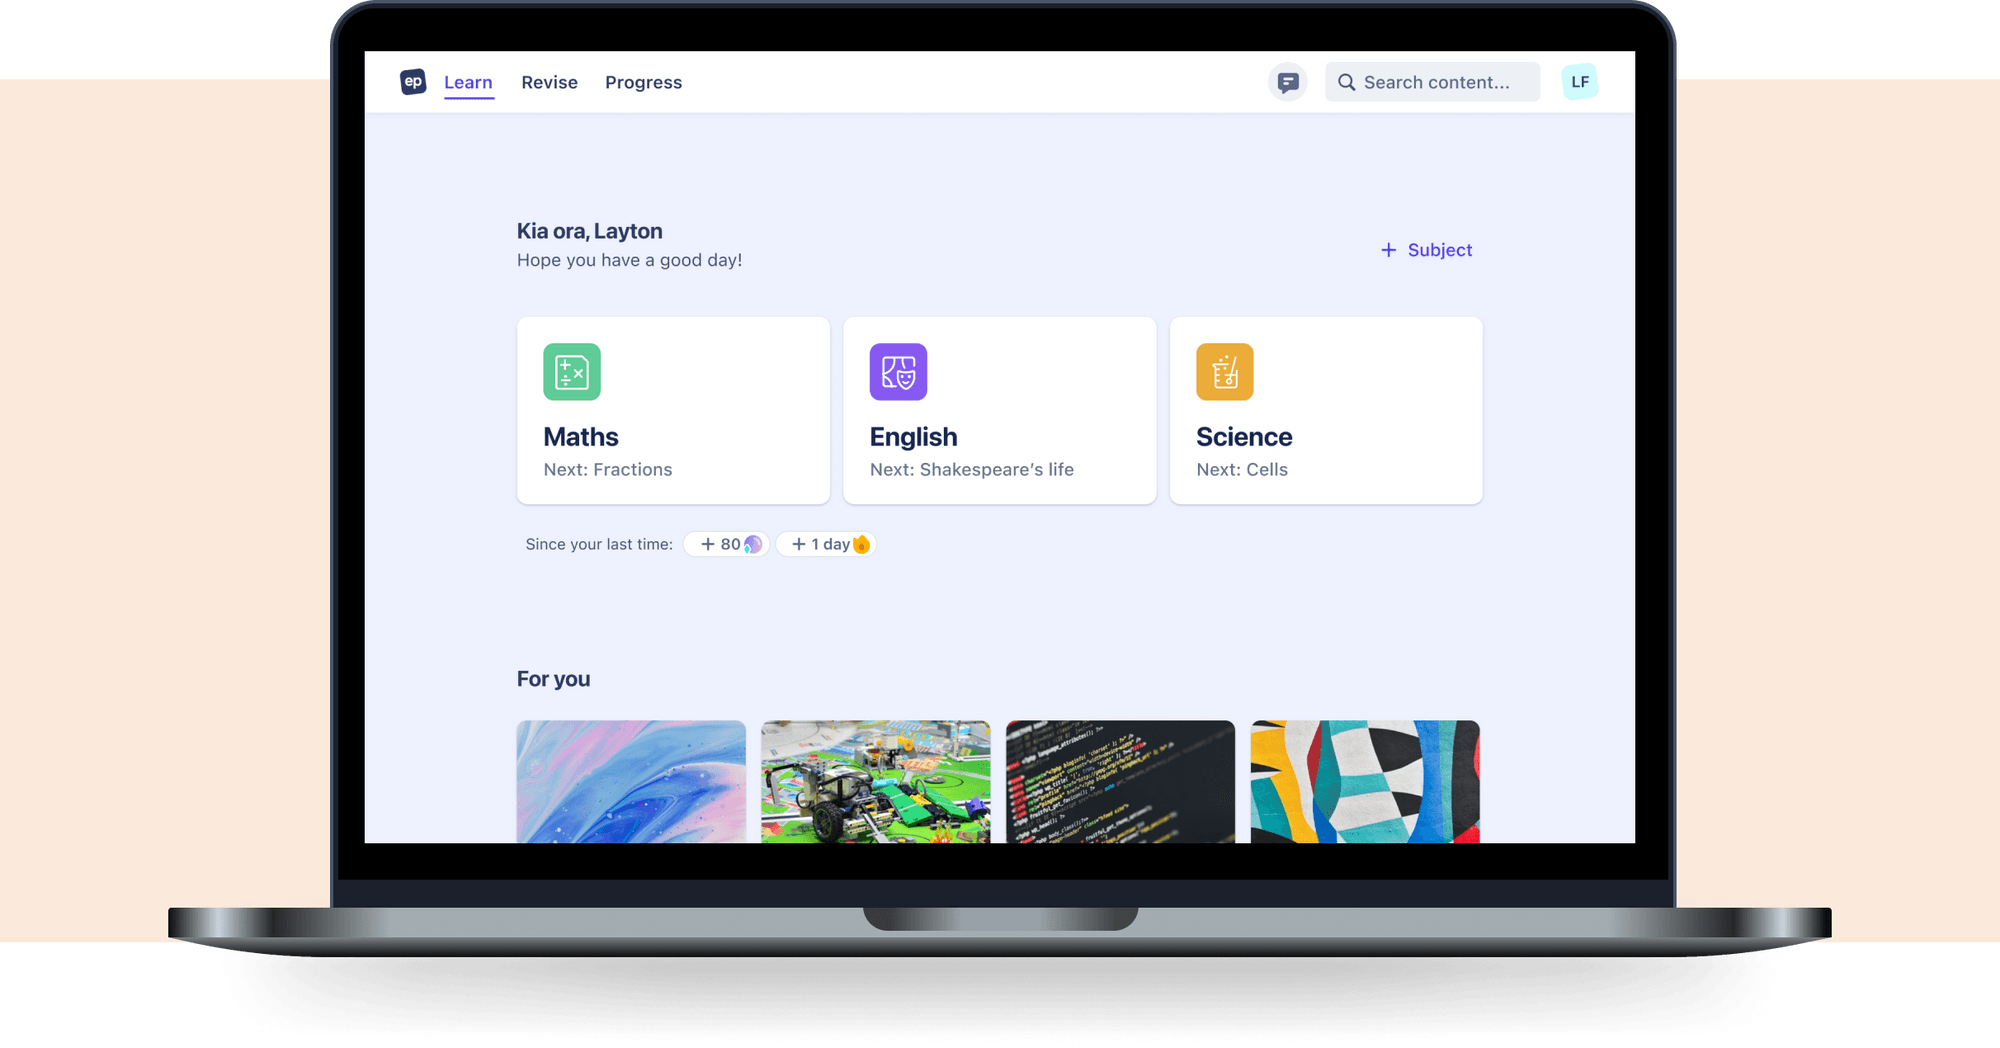 ep Learn Revise Progress Search content... LF
Kia ora, Layton
Hope you have a good day!
+ Subject
Maths
Next: Fractions
English
Next: Shakespeare’s life
Science
Next: Cells
Since your last time: + 80 + 1 day
For you